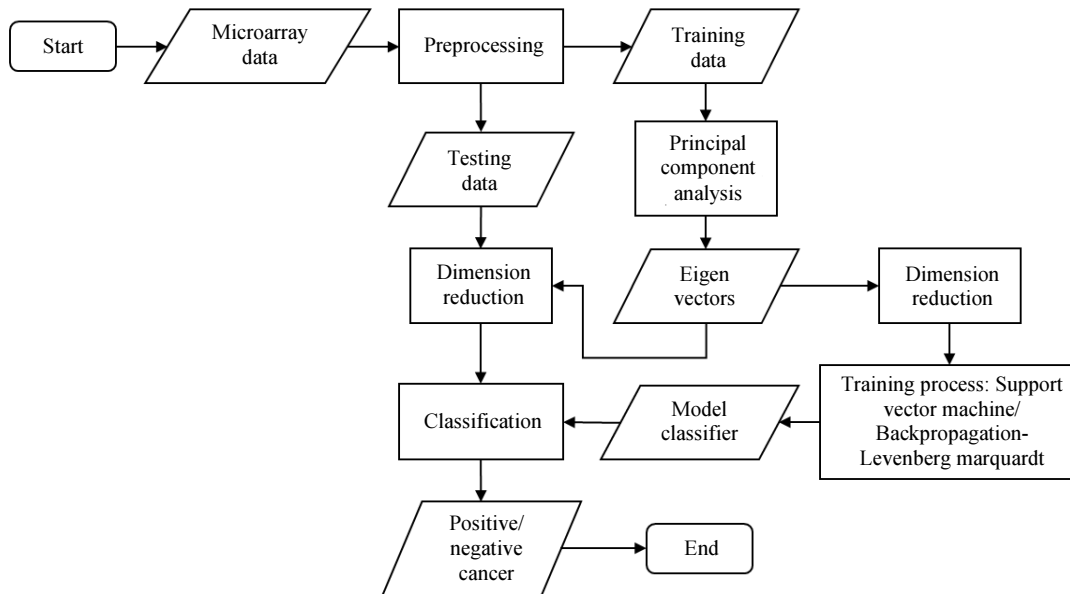 Start
Microarray
data
Preprocessing
Training
data
Testing
data
Principal
component
analysis
Dimension
reduction
Eigen
vectors
Dimension
reduction
Classification
Model
classifier
Training process: Support
vector machine/
Backpropagation-
Levenberg marquardt
Positive/
negative
cancer
End